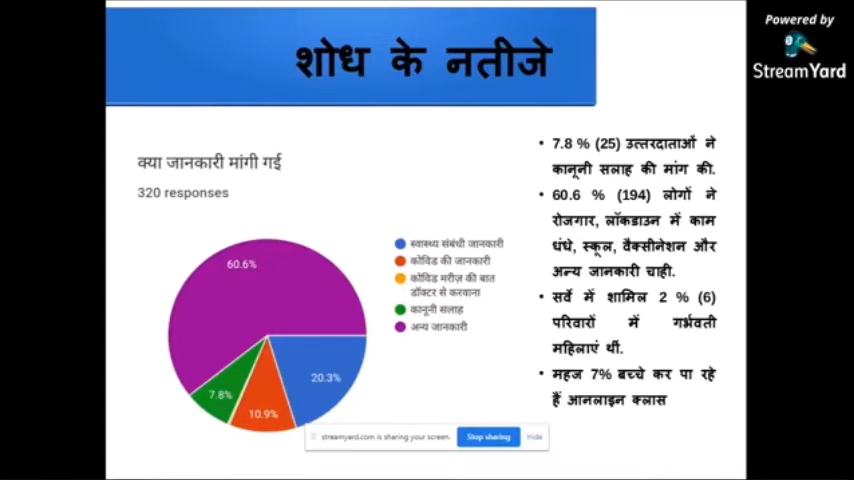 Powered by
StreamYard
शोध के नतीजे
क्या जानकारी मांगी गई
320 responses
60.6%
7.8%
10.9%
20.3%
स्वास्थ्य संबंधी जानकारी
कोविड की जानकारी
कोविड मरीज़ की बात
डॉक्टर से करवाना
कानूनी सलाह
अन्य जानकारी
• 7.8 % (25) उत्तरदाताओं ने
कानूनी सलाह की मांग की.
• 60.6 % (194) लोगों ने
रोजगार, लॉकडाउन में काम
धंधे, स्कूल, वैक्सीनेशन और
अन्य जानकारी चाही.
• सर्वे में शामिल 2 % (6)
परिवारों में गर्भवती
महिलाएं थीं.
• महज 7% बच्चे कर पा रहे
हैं आनलाइन क्लास
streamyard.com is sharing your screen.
Stop sharing
Hide